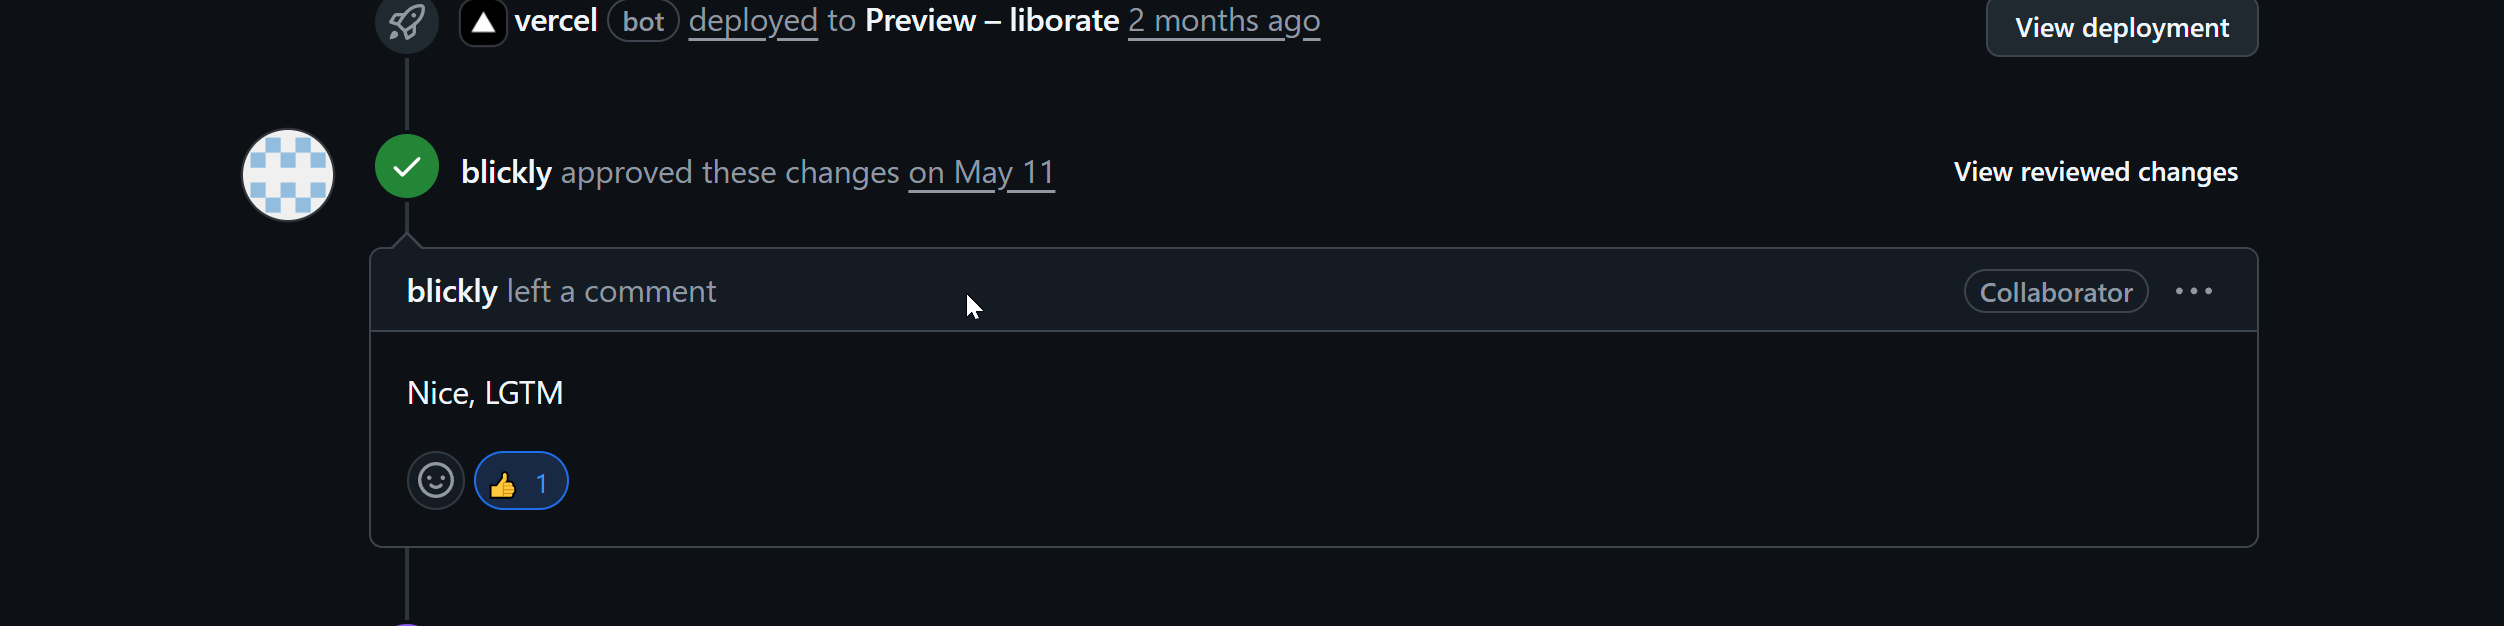 vercel bot deployed to Preview – liborate 2 months ago View deployment
blickly approved these changes on May 11 View reviewed changes
blickly left a comment Collaborator ...
Nice, LGTM
👍 1